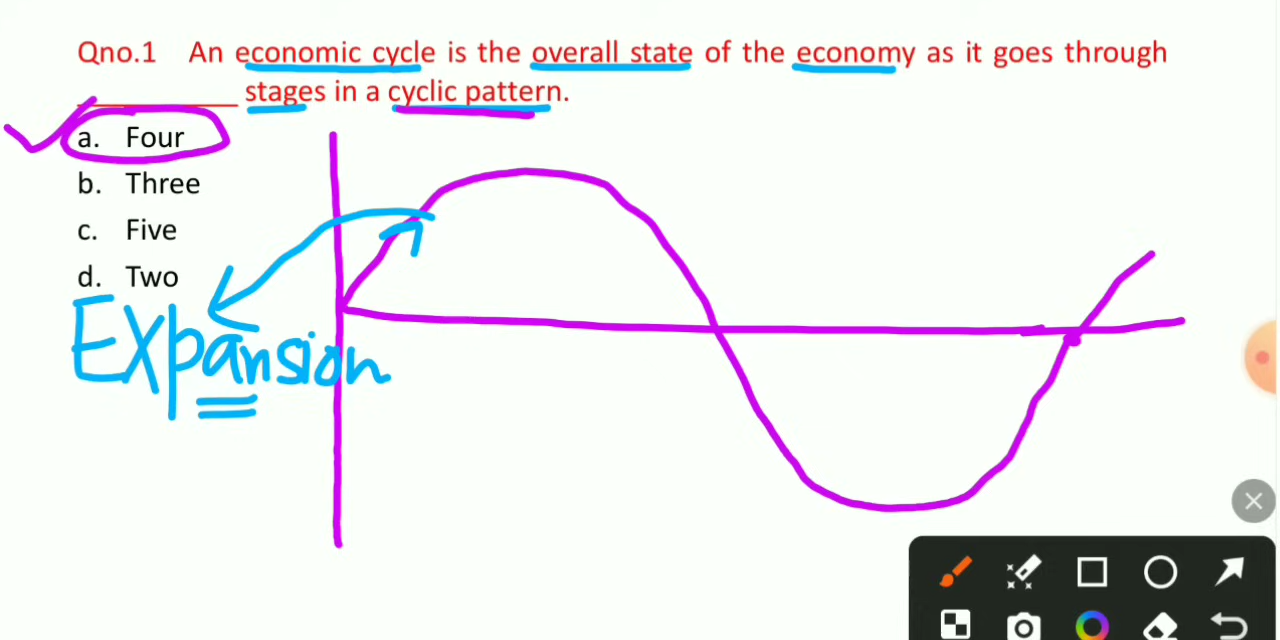 Qno.1 An economic cycle is the overall state of the economy as it goes through
____________ stages in a cyclic pattern.
a. Four
b. Three
c. Five
d. Two
Expansion